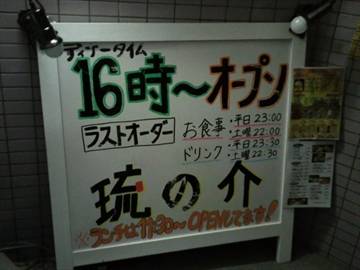 ディナータイム
16時〜オープン
ラストオーダー
お食事・平日23:00
・土曜22:00
ドリンク・平日23:30
・土曜22:30
琉の介
※ランチは11:30〜OPENしてます!